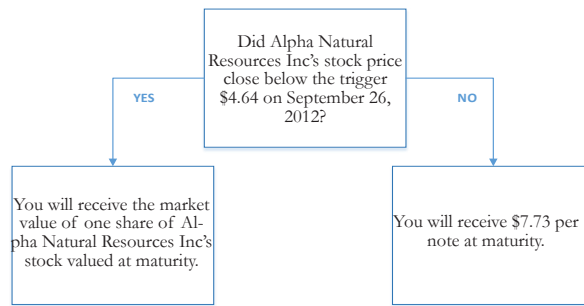 Did Alpha Natural
Resources Inc's stock price
close below the trigger
$4.64 on September 26,
2012?
YES
NO
You will receive the market
value of one share of Al-
pha Natural Resources Inc's
stock valued at maturity.
You will receive $7.73 per
note at maturity.